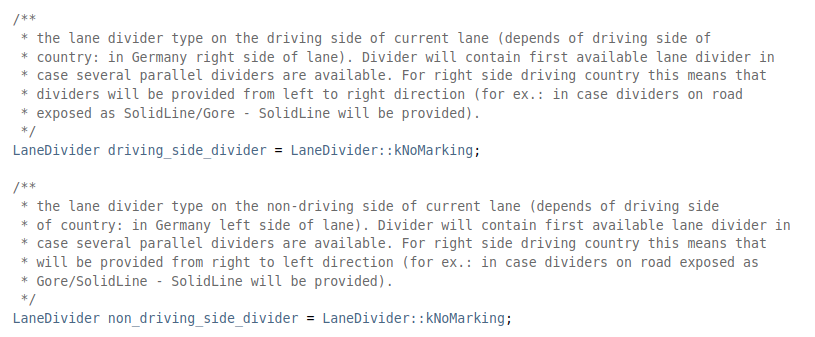 /**
* the lane divider type on the driving side of current lane (depends of driving side of
* country: in Germany right side of lane). Divider will contain first available lane divider in
* case several parallel dividers are available. For right side driving country this means that
* dividers will be provided from left to right direction (for ex.: in case dividers on road
* exposed as SolidLine/Gore - SolidLine will be provided).
*/
LaneDivider driving_side_divider = LaneDivider::kNoMarking;
/**
* the lane divider type on the non-driving side of current lane (depends of driving side
* of country: in Germany left side of lane). Divider will contain first available lane divider in
* case several parallel dividers are available. For right side driving country this means that
* will be provided from right to left direction (for ex.: in case dividers on road exposed as
* Gore/SolidLine - SolidLine will be provided).
*/
LaneDivider non_driving_side_divider = LaneDivider::kNoMarking;